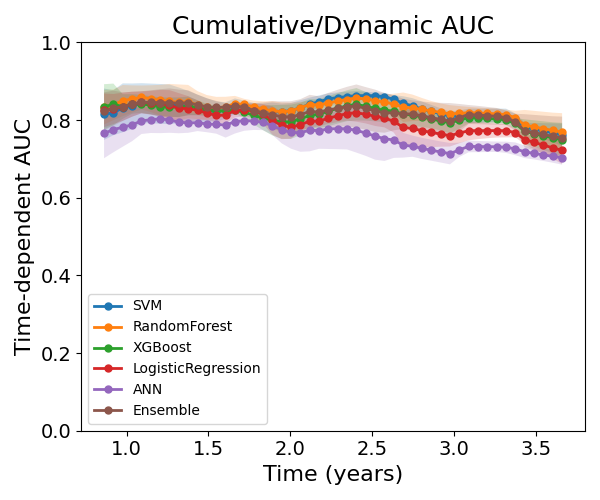 Cumulative/Dynamic AUC
Time-dependent AUC
1.0
0.8
0.6
0.4
0.2
0.0
SVM
RandomForest
XGBoost
LogisticRegression
ANN
Ensemble
1.0 1.5 2.0 2.5 3.0 3.5
Time (years)